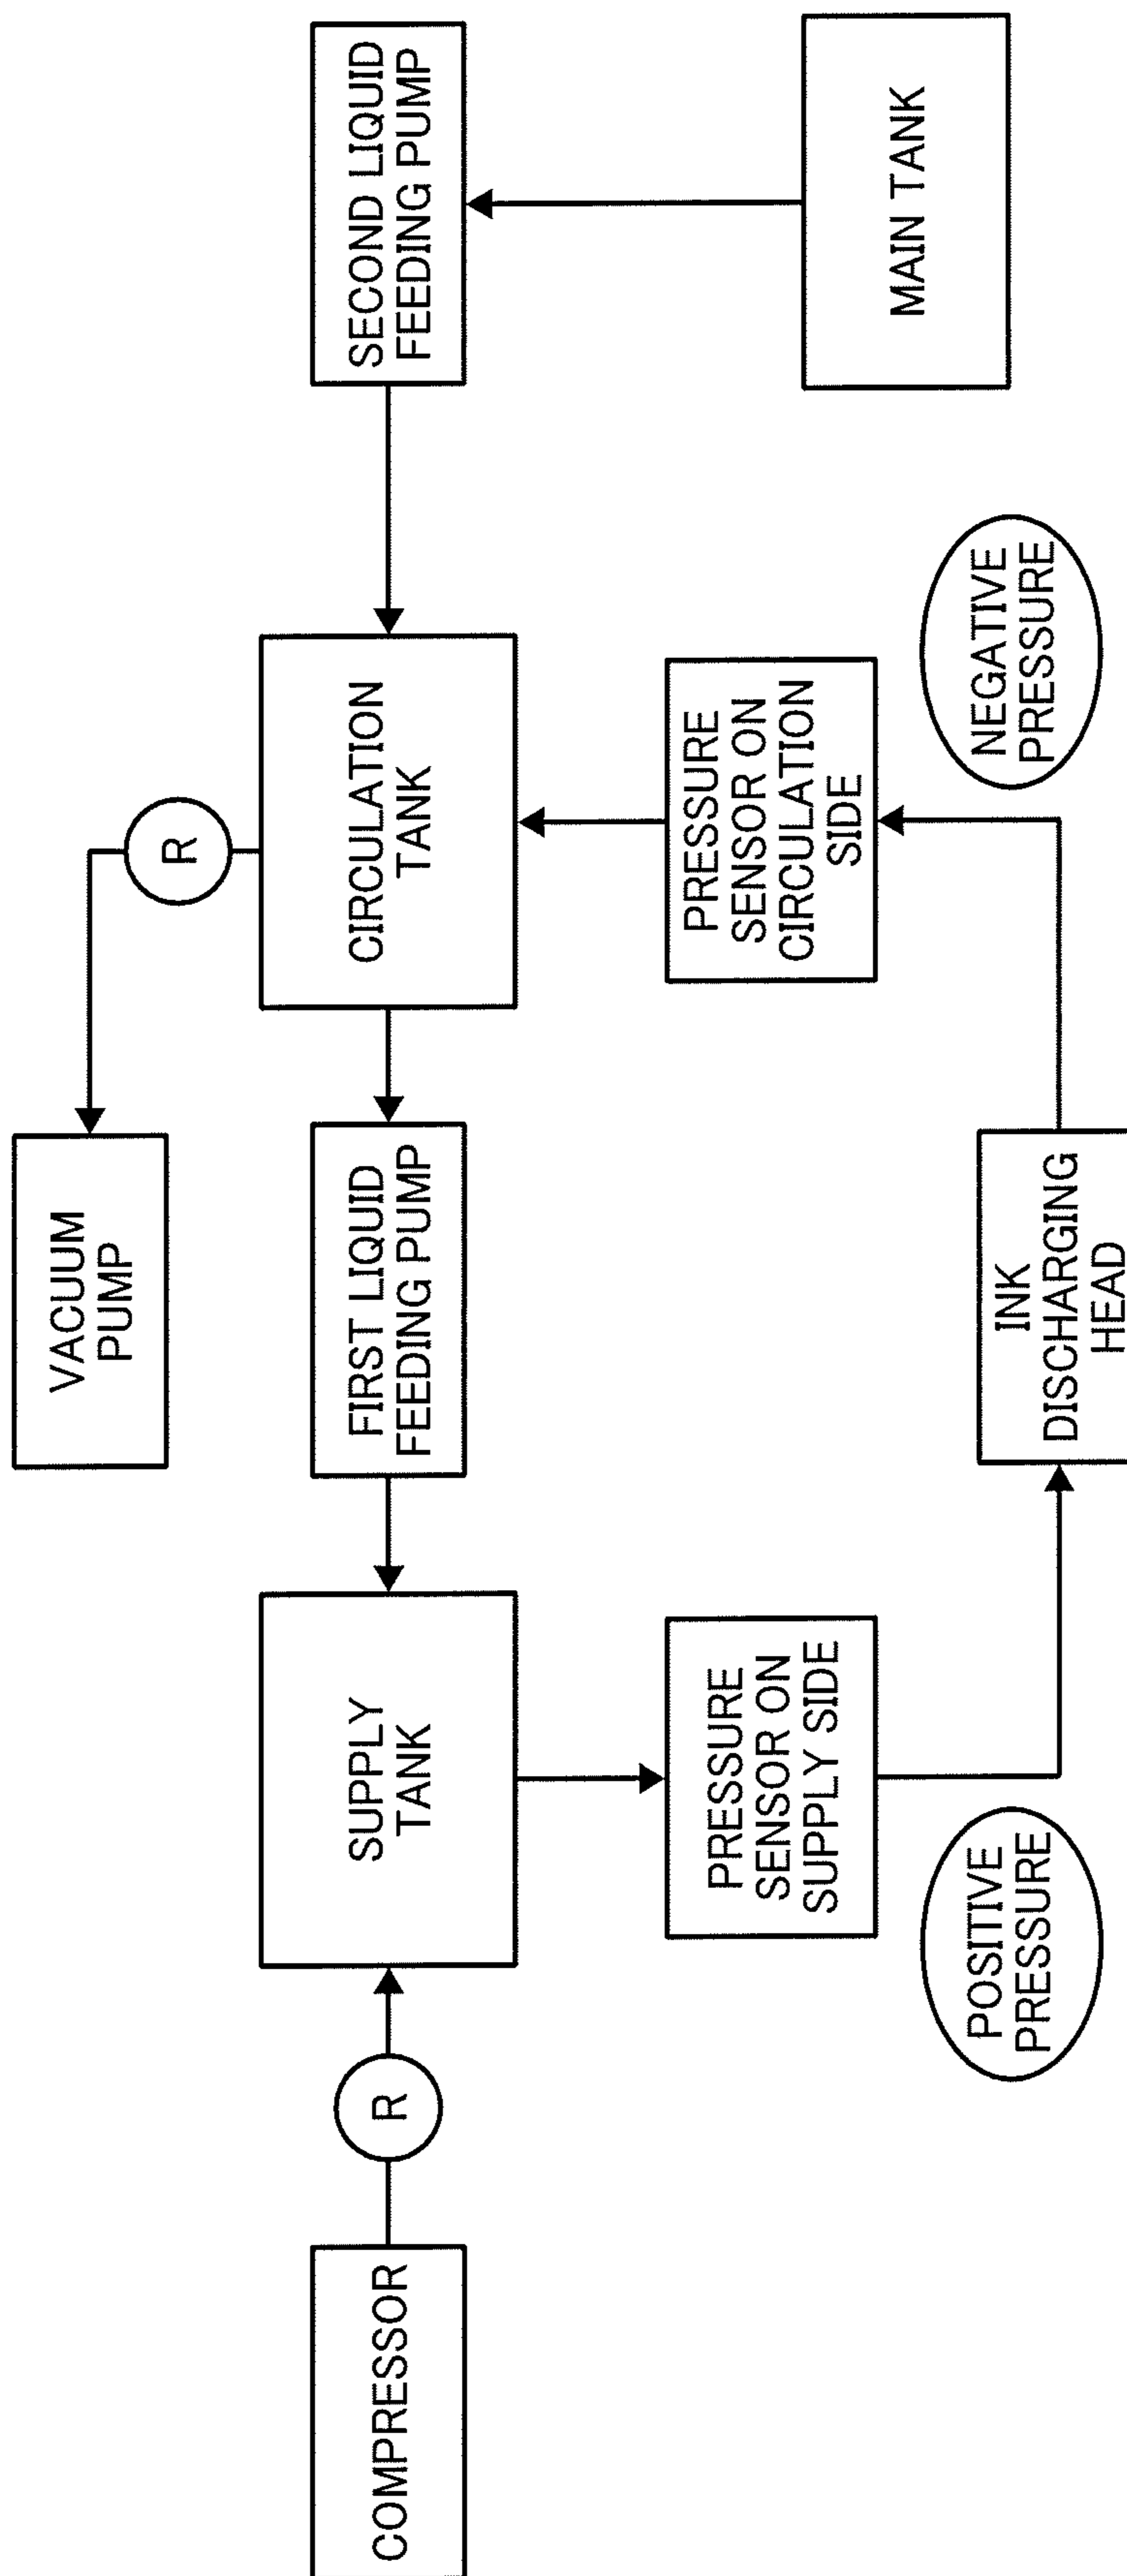 VACUUM
PUMP
R
COMPRESSOR
R
SUPPLY
TANK
FIRST LIQUID
FEEDING PUMP
CIRCULATION
TANK
SECOND LIQUID
FEEDING PUMP
PRESSURE
SENSOR ON
SUPPLY SIDE
PRESSURE
SENSOR ON
CIRCULATION
SIDE
MAIN TANK
POSITIVE
PRESSURE
INK
DISCHARGING
HEAD
NEGATIVE
PRESSURE